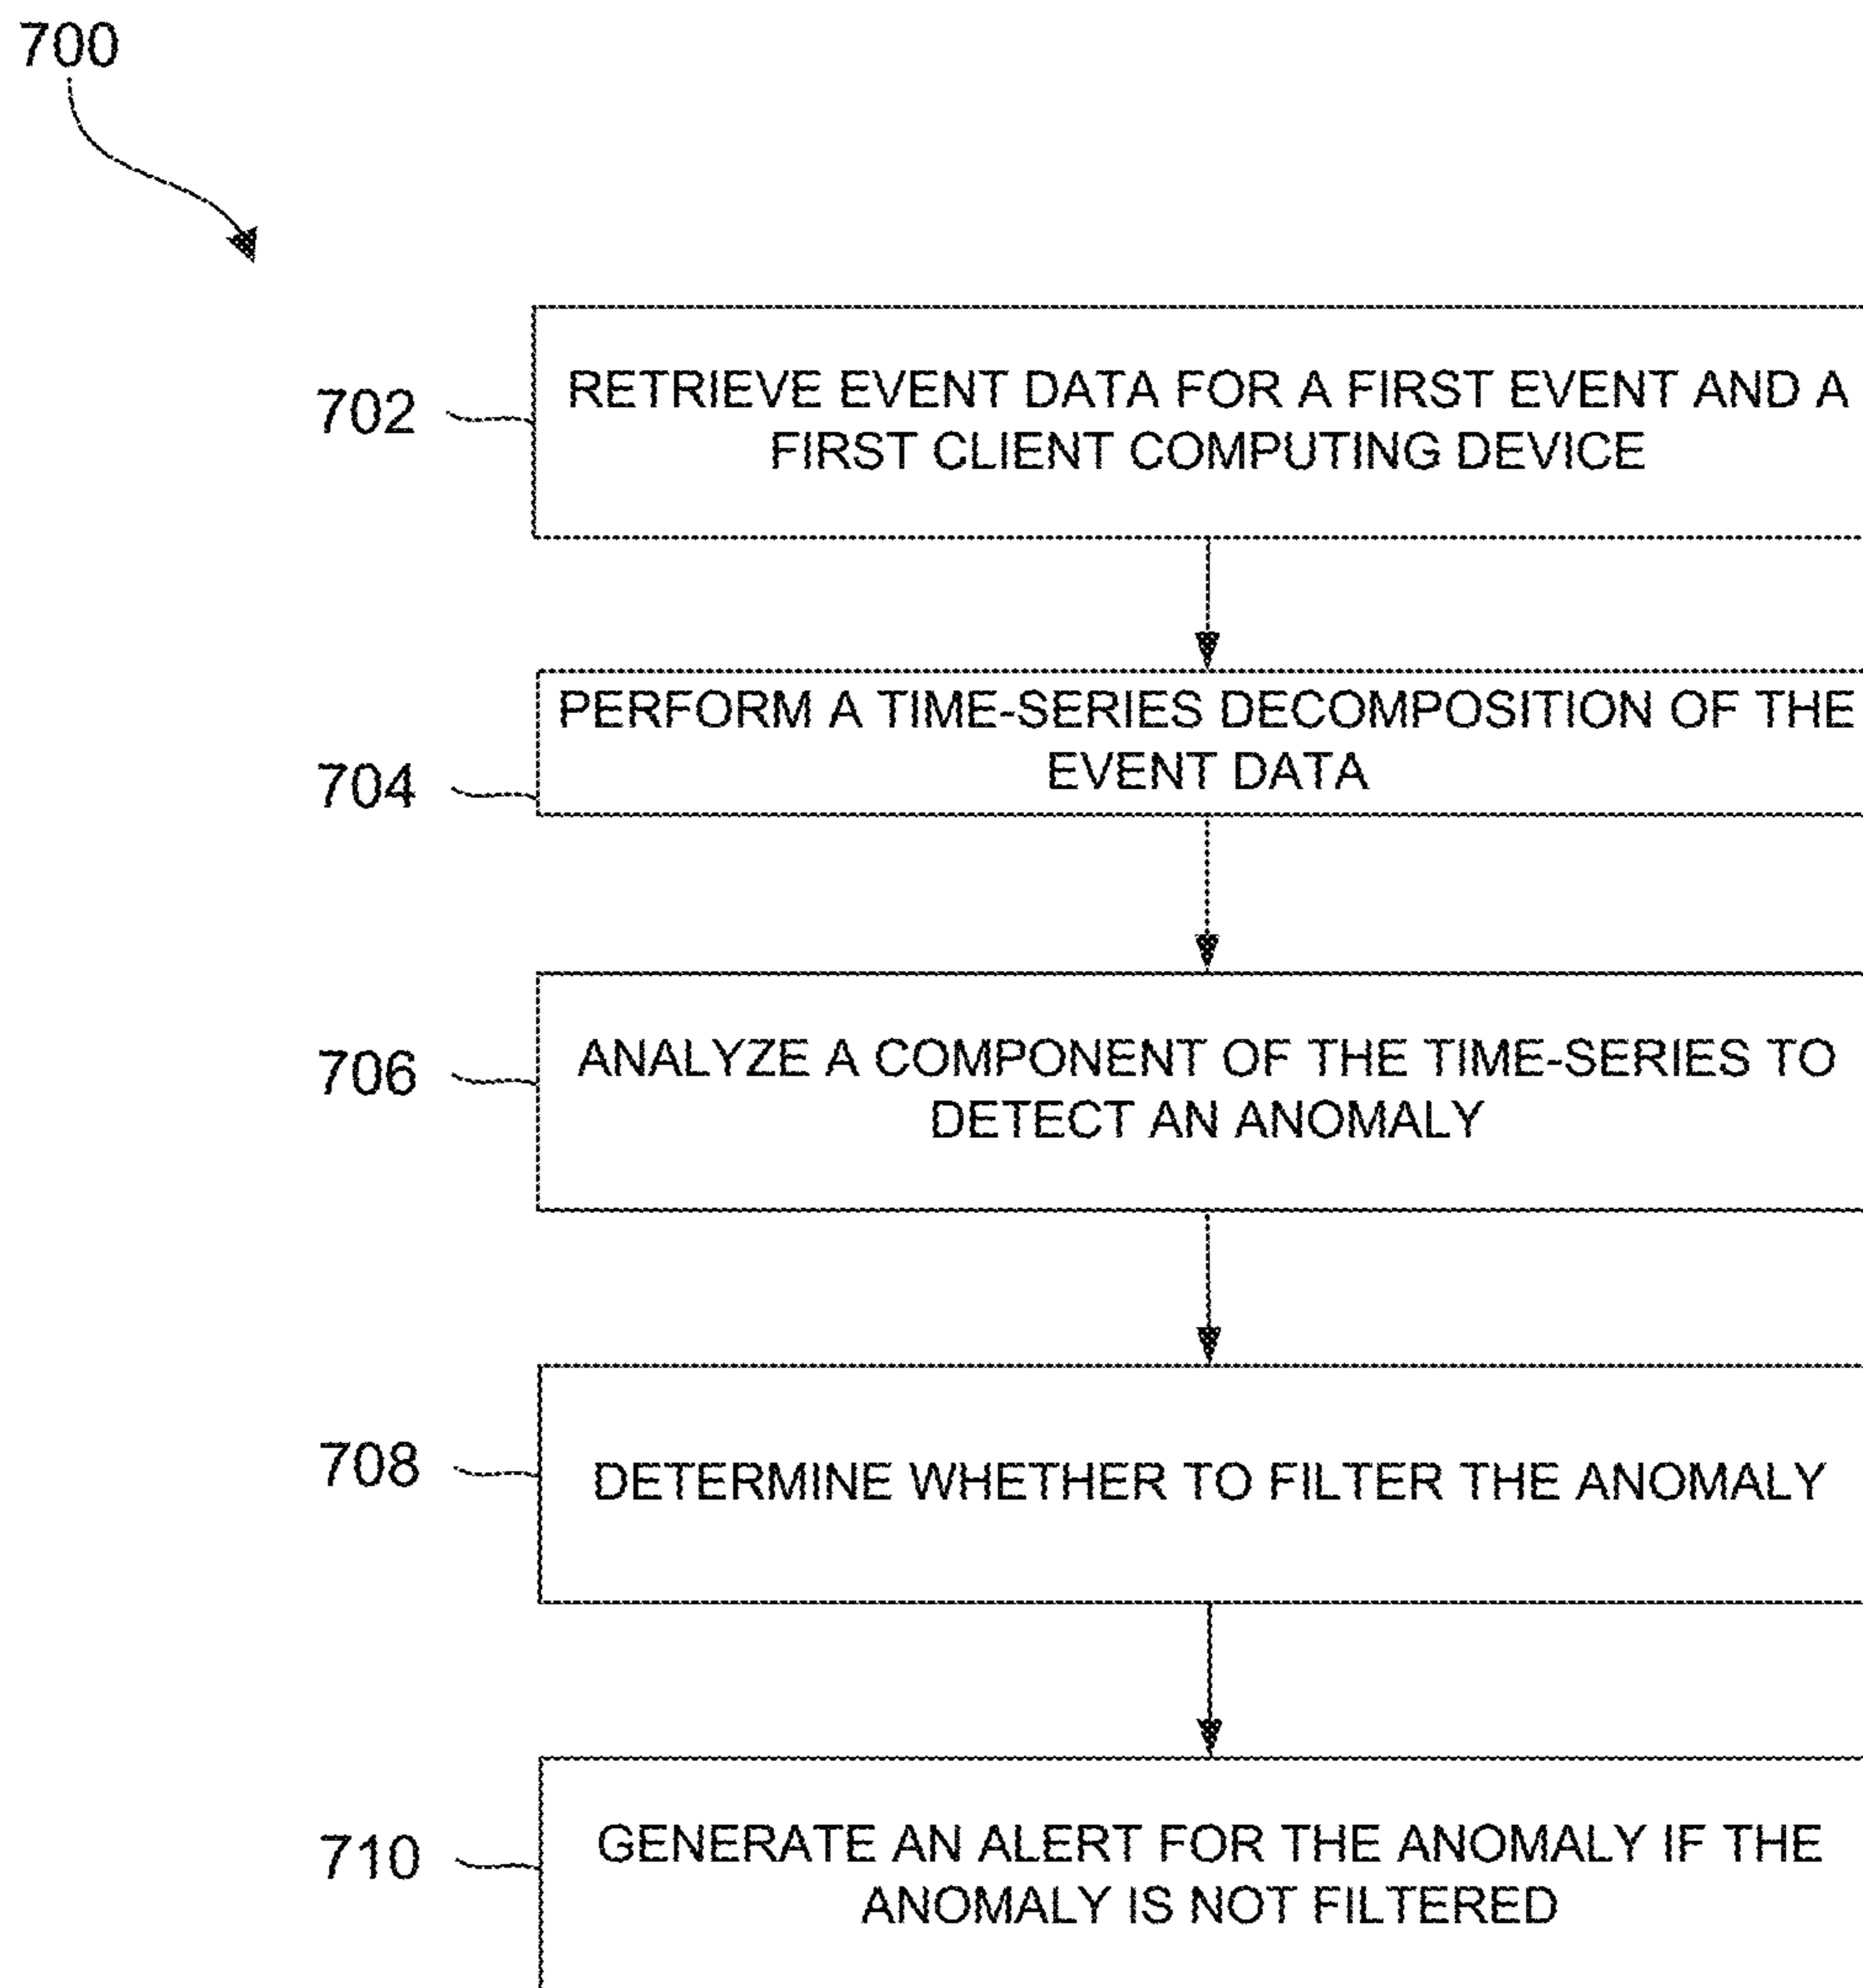 700
702
RETRIEVE EVENT DATA FOR A FIRST EVENT AND A
FIRST CLIENT COMPUTING DEVICE
704
PERFORM A TIME-SERIES DECOMPOSITION OF THE
EVENT DATA
706
ANALYZE A COMPONENT OF THE TIME-SERIES TO
DETECT AN ANOMALY
708
DETERMINE WHETHER TO FILTER THE ANOMALY
710
GENERATE AN ALERT FOR THE ANOMALY IF THE
ANOMALY IS NOT FILTERED